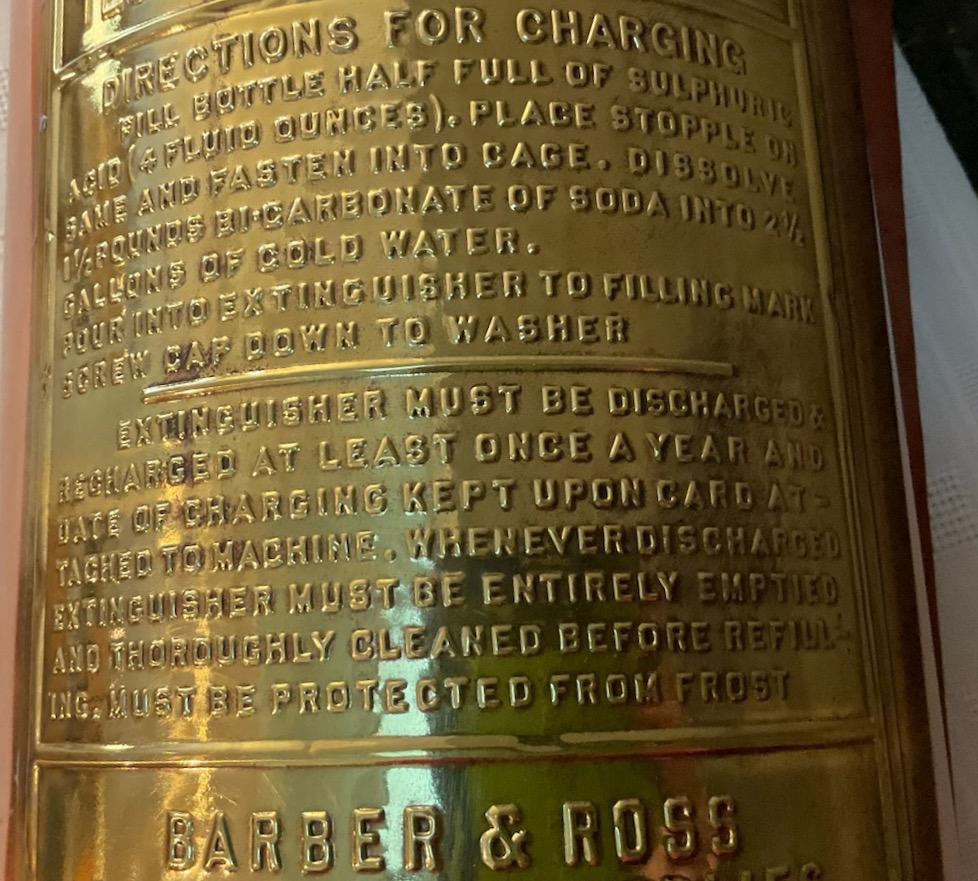 DIRECTIONS FOR CHARGING
FILL BOTTLE HALF FULL OF SULPHURIC
ACID (4 FLUID OUNCES). PLACE STOPPLE ON
SAME AND FASTEN INTO CAGE. DISSOLVE
1½ POUNDS BI-CARBONATE OF SODA INTO 2½
GALLONS OF COLD WATER.
POUR INTO EXTINGUISHER TO FILLING MARK
SCREW CAP DOWN TO WASHER
EXTINGUISHER MUST BE DISCHARGED &
RECHARGED AT LEAST ONCE A YEAR AND
DATE OF CHARGING KEPT UPON CARD AT-
TACHED TO MACHINE. WHENEVER DISCHARGED
EXTINGUISHER MUST BE ENTIRELY EMPTIED
AND THOROUGHLY CLEANED BEFORE REFILL-
ING. MUST BE PROTECTED FROM FROST
BARBER & ROSS